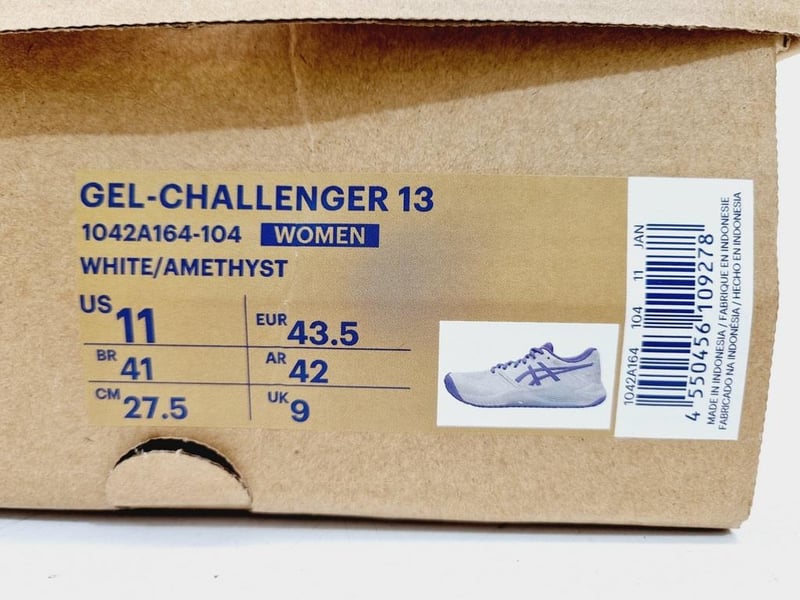 GEL-CHALLENGER 13
1042A164-104 WOMEN
WHITE/AMETHYST
US 11
EUR 43.5
BR 41
AR 42
CM 27.5
UK 9
1042A164 104 11 JAN
4 550456 109278
MADE IN INDONESIA / FABRIQUE EN INDONESIE
FABRICADO NA INDONÉSIA / HECHO EN INDONESIA